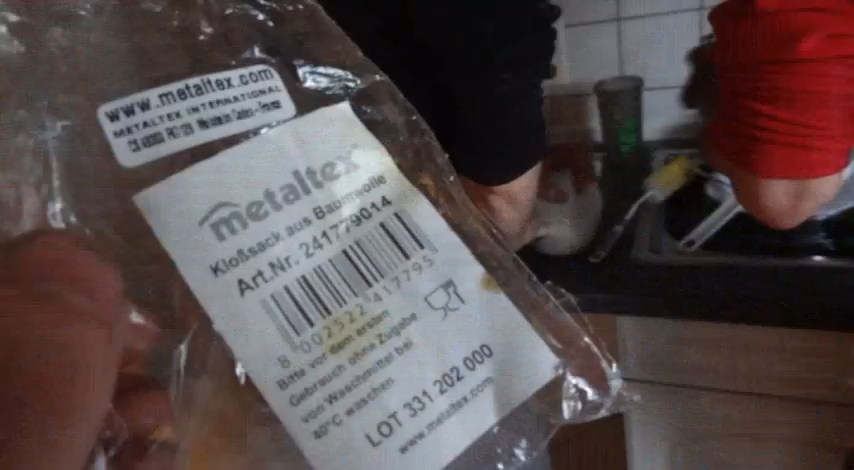 www.metaltex.com
METALTEX INTERNATIONAL
metaltex
Kloßsack aus Baumwolle
Art.Nr. 241779014
8 002522 417795
Bitte vor dem ersten
Gebrauch ohne Zugabe
von Waschmittel bei
40°C waschen
LOT 331 202 000
www.metaltex.com